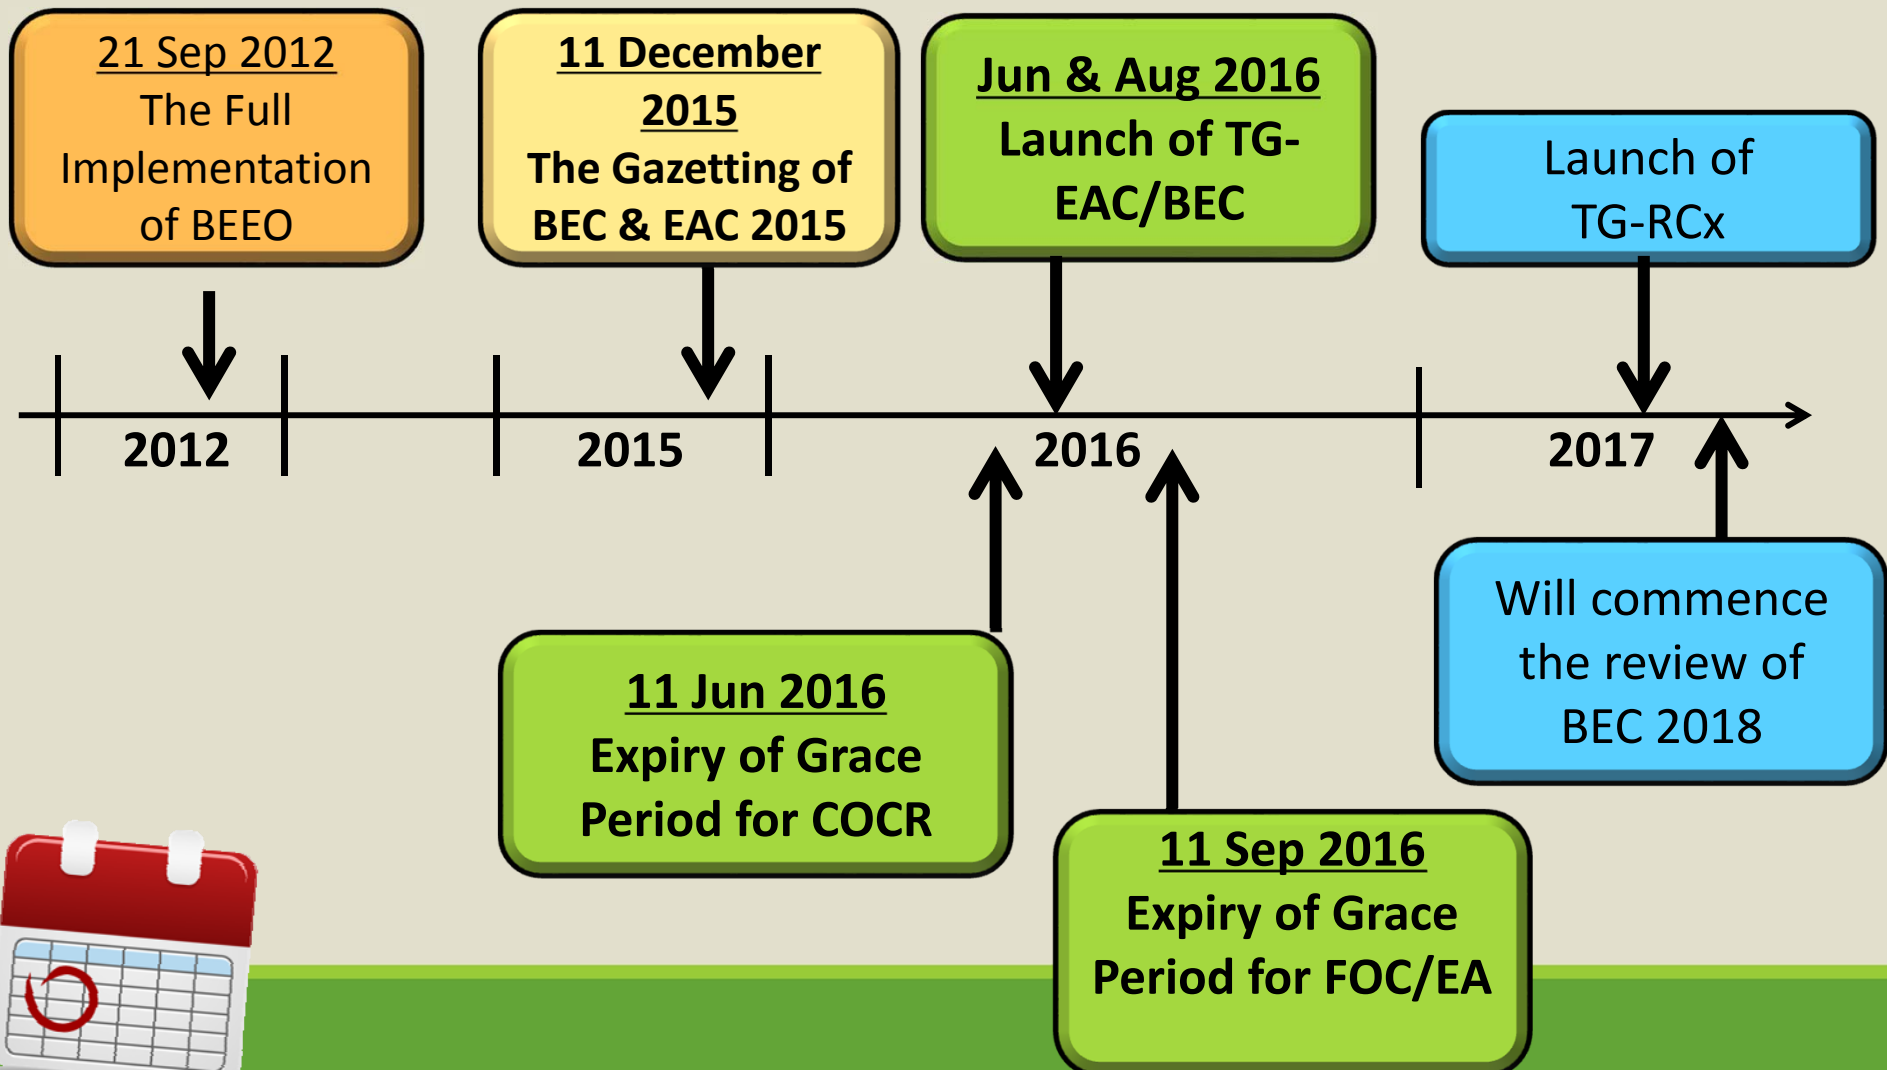 21 Sep 2012
The Full
Implementation
of BEEO
11 December
2015
The Gazetting of
BEC & EAC 2015
Jun & Aug 2016
Launch of TG-
EAC/BEC
Launch of
TG-RCx
2012
2015
2016
2017
11 Jun 2016
Expiry of Grace
Period for COCR
11 Sep 2016
Expiry of Grace
Period for FOC/EA
Will commence
the review of
BEC 2018